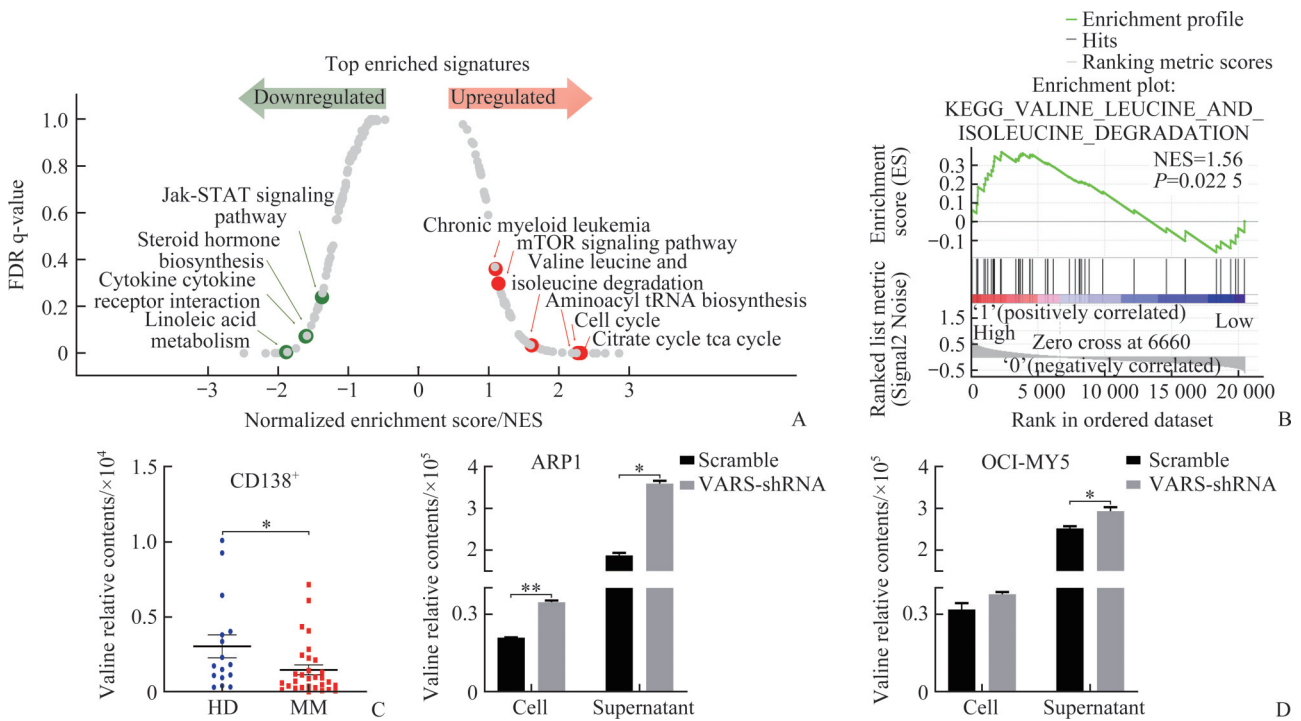 Top enriched signatures
Downregulated
Upregulated
1.0
0.8
0.6
0.4
0.2
0
FDR q-value
Jak-STAT signaling
pathway
Steroid hormone
biosynthesis
Cytokine cytokine
receptor interaction
Linoleic acid
metabolism
Chronic myeloid leukemia
mTOR signaling pathway
Valine leucine and
isoleucine degradation
Aminoacyl tRNA biosynthesis
Cell cycle
Citrate cycle tca cycle
−3
−2
−1
0
1
2
3
Normalized enrichment score/NES
A
Enrichment profile
Hits
Ranking metric scores
Enrichment plot:
KEGG_VALINE_LEUCINE_AND_
ISOLEUCINE_DEGRADATION
NES=1.56
P=0.022 5
Enrichment
score (ES)
0.3
0.2
0.1
0
−0.1
‘1’(positively correlated)
High
Low
Zero cross at 6660
‘0’(negatively correlated)
Ranked list metric
(Signal2 Noise)
1.5
0.5
−0.5
0
5 000
10 000
15 000
20 000
Rank in ordered dataset
B
Valine relative contents/×10⁴
1.5
1.0
0.5
0
CD138⁺
*
HD
MM
C
Valine relative contents/×10⁵
4
3
2
0.3
0
ARP1
Scramble
VARS-shRNA
**
*
Cell
Supernatant
Valine relative contents/×10⁵
4
3
2
0.3
0
OCI-MY5
Scramble
VARS-shRNA
*
Cell
Supernatant
D